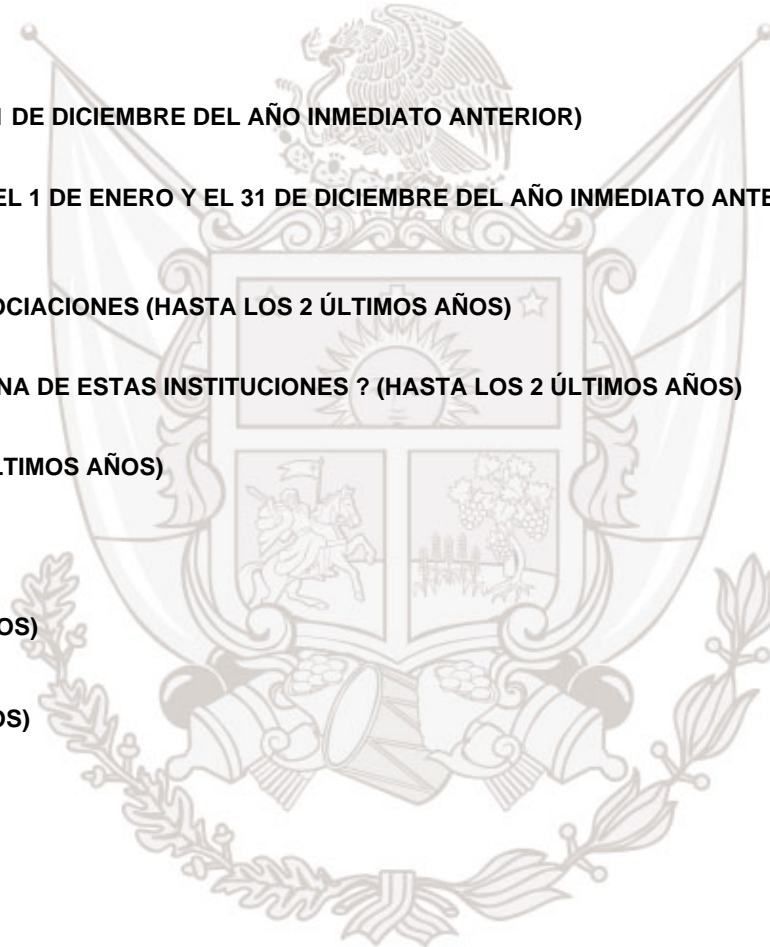 DE DICIEMBRE DEL AÑO INMEDIATO ANTERIOR)
EL 1 DE ENERO Y EL 31 DE DICIEMBRE DEL AÑO INMEDIATO ANTE
OCIACIONES (HASTA LOS 2 ÚLTIMOS AÑOS)
NA DE ESTAS INSTITUCIONES ? (HASTA LOS 2 ÚLTIMOS AÑOS)
LTIMOS AÑOS)
OS)
OS)